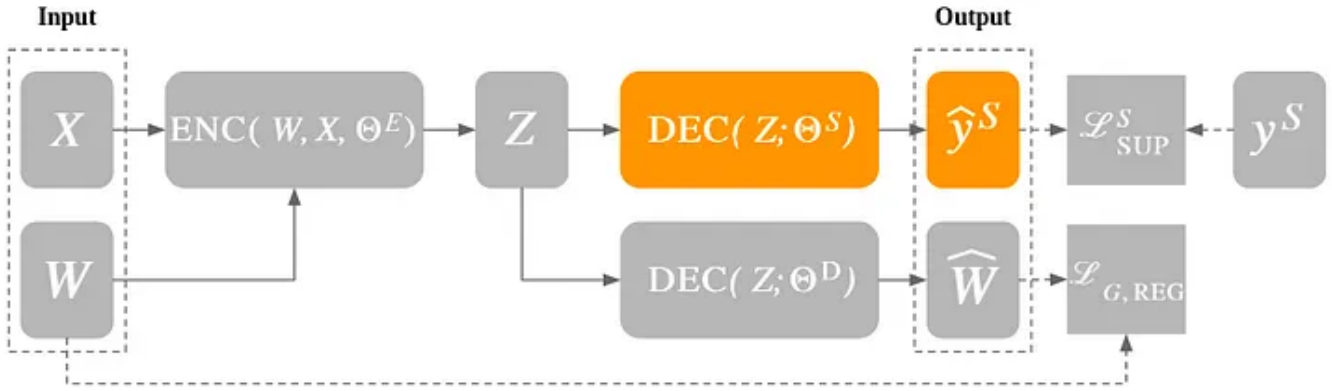 Input
Output
X
ENC( W, X, Θ^E)
Z
DEC( Z; Θ^S)
ŷ^S
ℒ^S_SUP
y^S
W
DEC( Z; Θ^D)
Ŵ
ℒ_G, REG